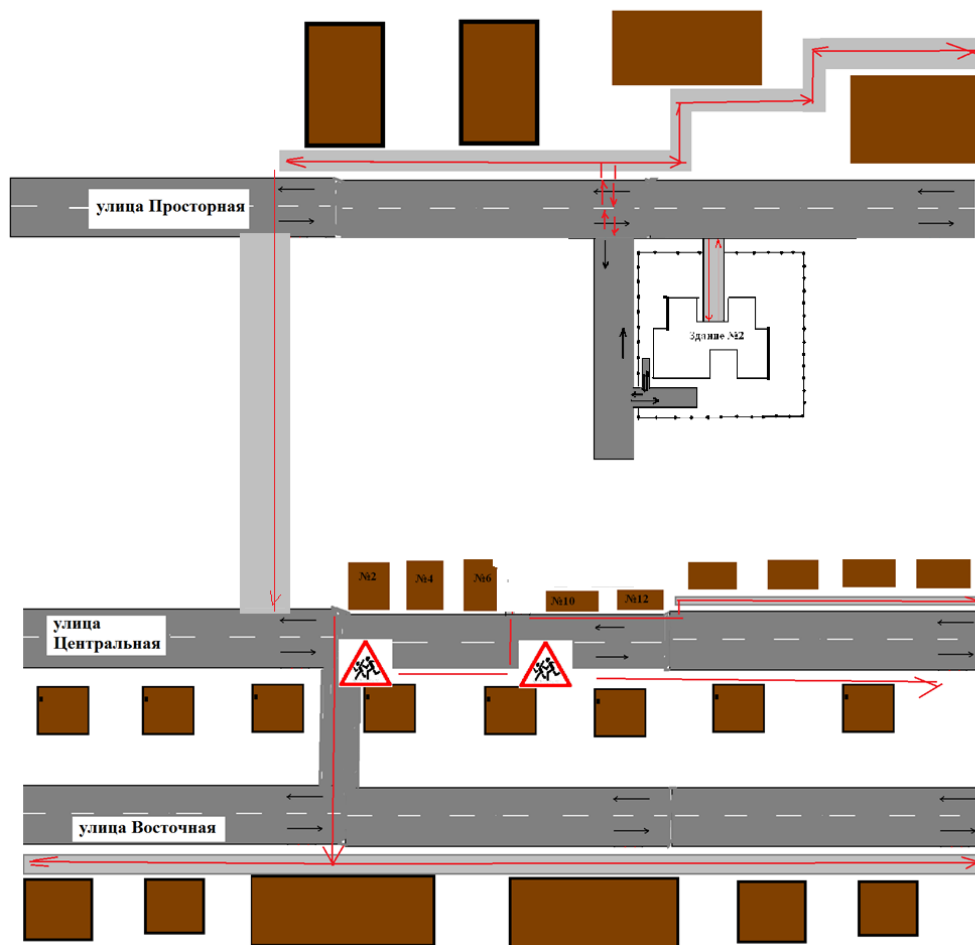 улица Просторная
Здание №2
№2
№4
№6
№10
№12
улица
Центральная
улица Восточная